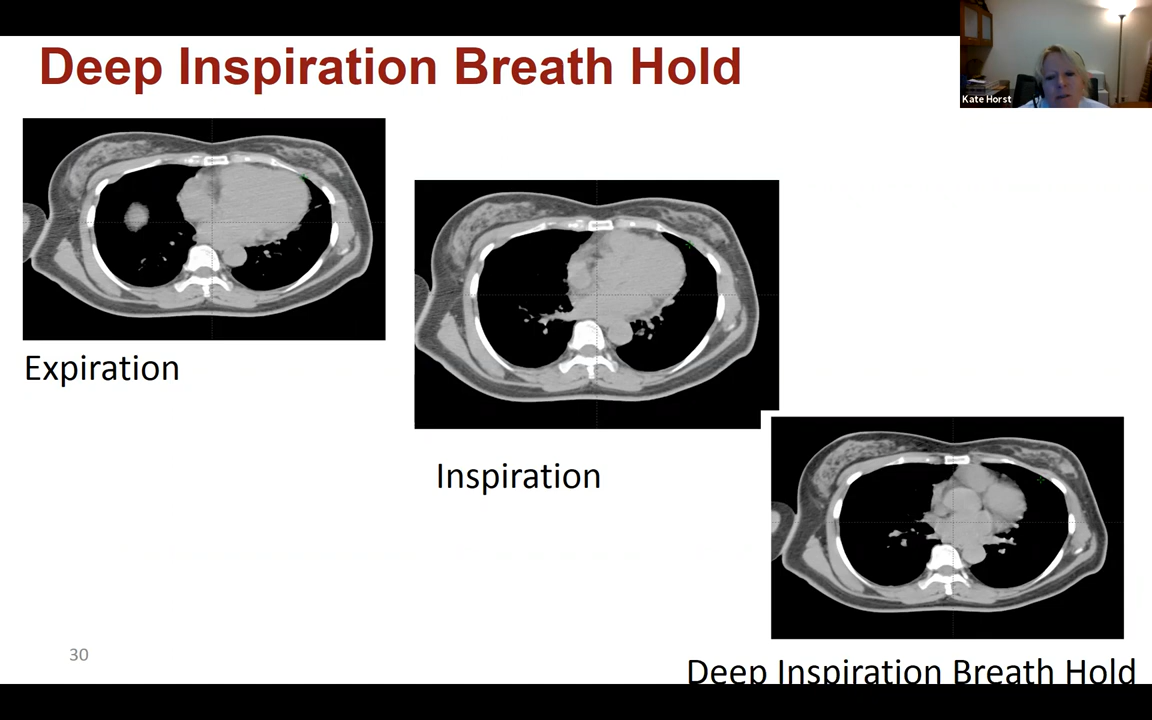 Deep Inspiration Breath Hold
Kate Horst
Expiration
Inspiration
Deep Inspiration Breath Hold
30